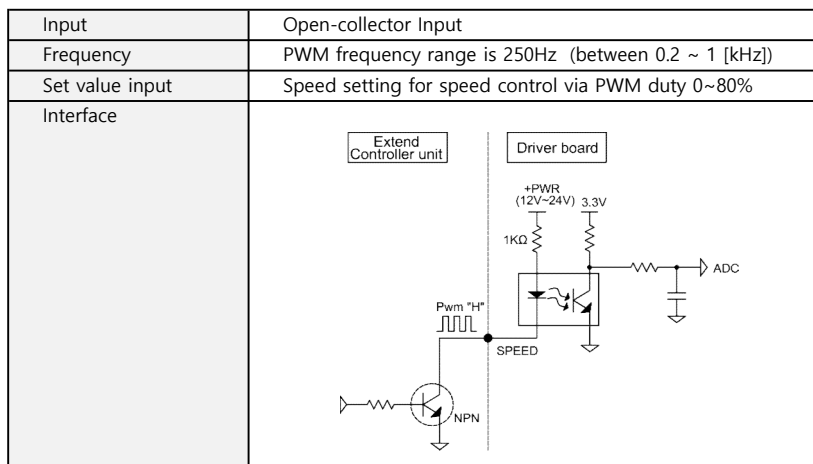 Input Open-collector Input
Frequency PWM frequency range is 250Hz (between 0.2 ~ 1 [kHz])
Set value input Speed setting for speed control via PWM duty 0~80%
Interface
Extend
Controller unit
Driver board
+PWR
(12V~24V) 3.3V
1KΩ
ADC
Pwm "H"
SPEED
NPN